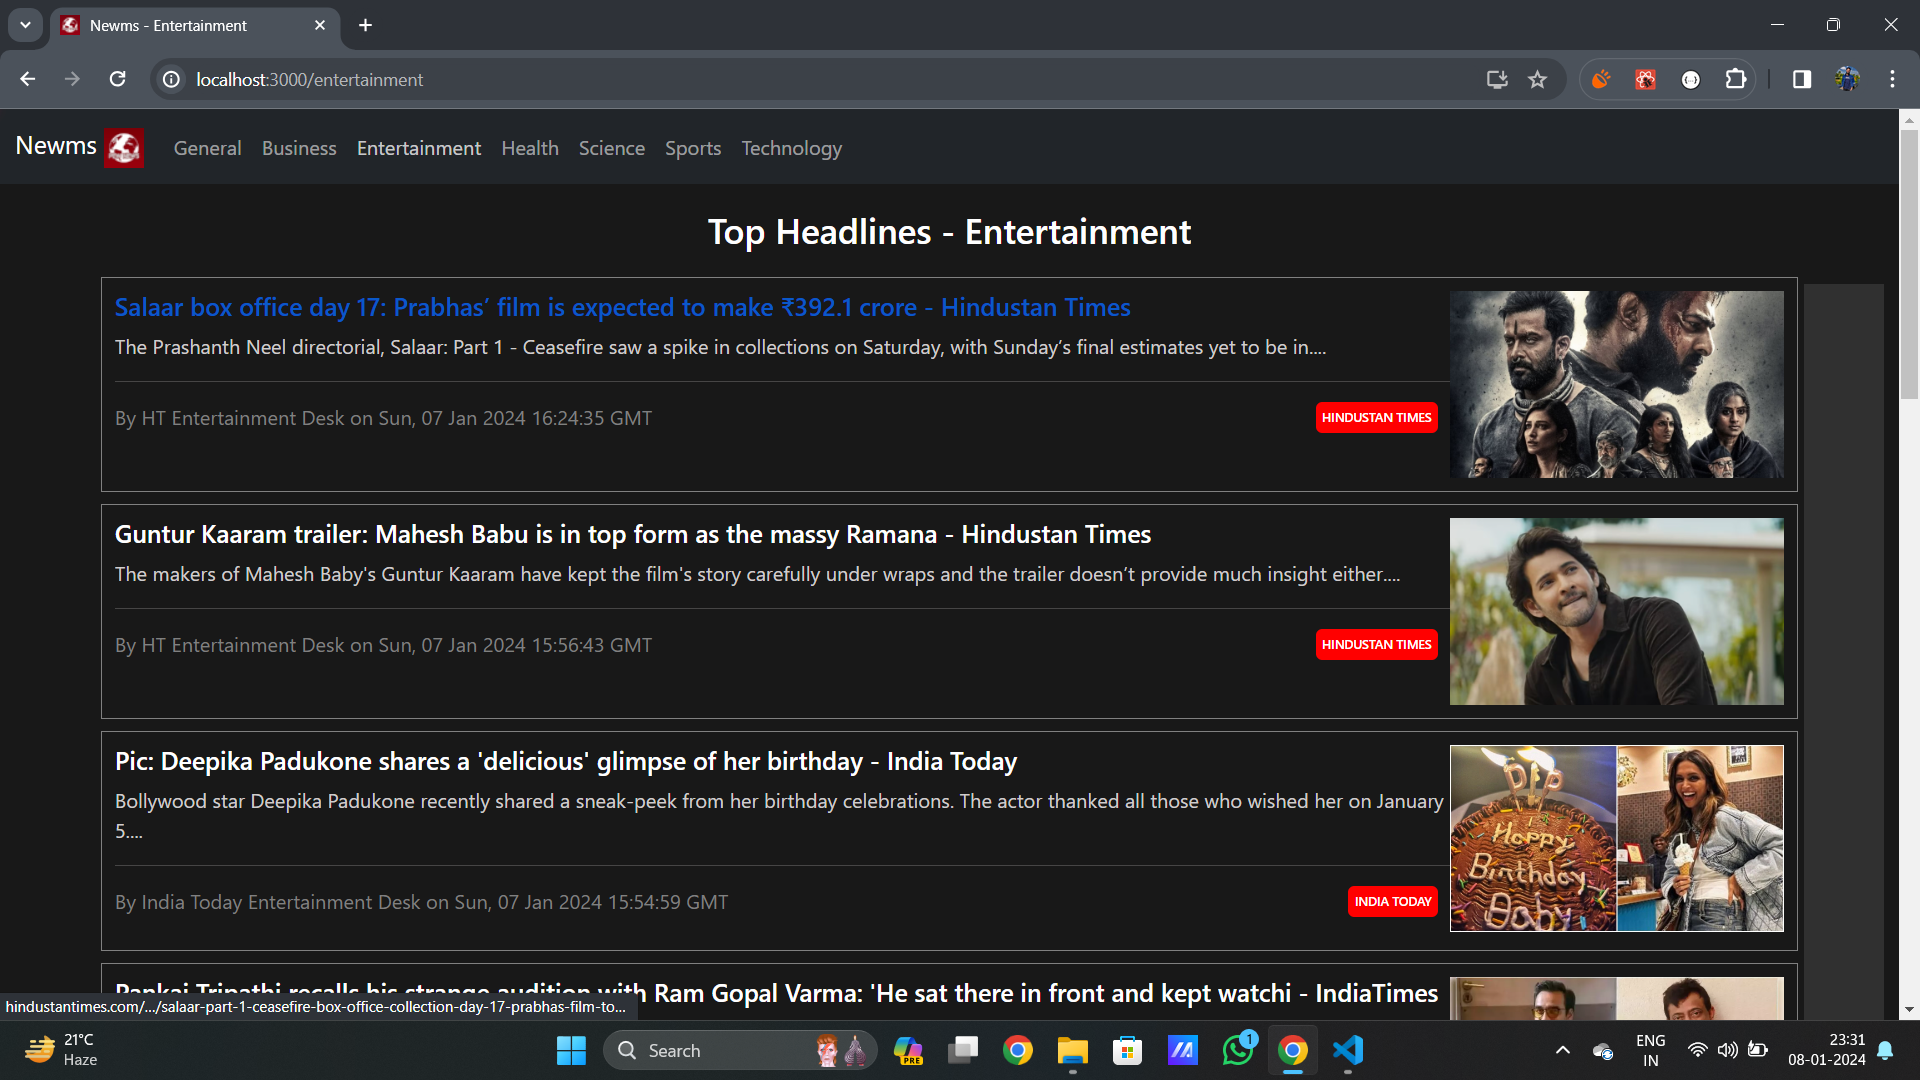 Newms - Entertainment
localhost:3000/entertainment
Newms
General
Business
Entertainment
Health
Science
Sports
Technology
Top Headlines - Entertainment
Salaar box office day 17: Prabhas’ film is expected to make ₹392.1 crore - Hindustan Times
The Prashanth Neel directorial, Salaar: Part 1 - Ceasefire saw a spike in collections on Saturday, with Sunday’s final estimates yet to be in....
By HT Entertainment Desk on Sun, 07 Jan 2024 16:24:35 GMT
HINDUSTAN TIMES
Guntur Kaaram trailer: Mahesh Babu is in top form as the massy Ramana - Hindustan Times
The makers of Mahesh Baby's Guntur Kaaram have kept the film's story carefully under wraps and the trailer doesn’t provide much insight either....
By HT Entertainment Desk on Sun, 07 Jan 2024 15:56:43 GMT
HINDUSTAN TIMES
Pic: Deepika Padukone shares a 'delicious' glimpse of her birthday - India Today
Bollywood star Deepika Padukone recently shared a sneak-peek from her birthday celebrations. The actor thanked all those who wished her on January
5....
By India Today Entertainment Desk on Sun, 07 Jan 2024 15:54:59 GMT
INDIA TODAY
DIP
Happy
Birthday
Baby
Pankaj Tripathi recalls his strange audition with Ram Gopal Varma: 'He sat there in front and kept watchi - IndiaTimes
hindustantimes.com/.../salaar-part-1-ceasefire-box-office-collection-day-17-prabhas-film-to...
21°C
Haze
Search
PRE
1
ENG
IN
23:31
08-01-2024